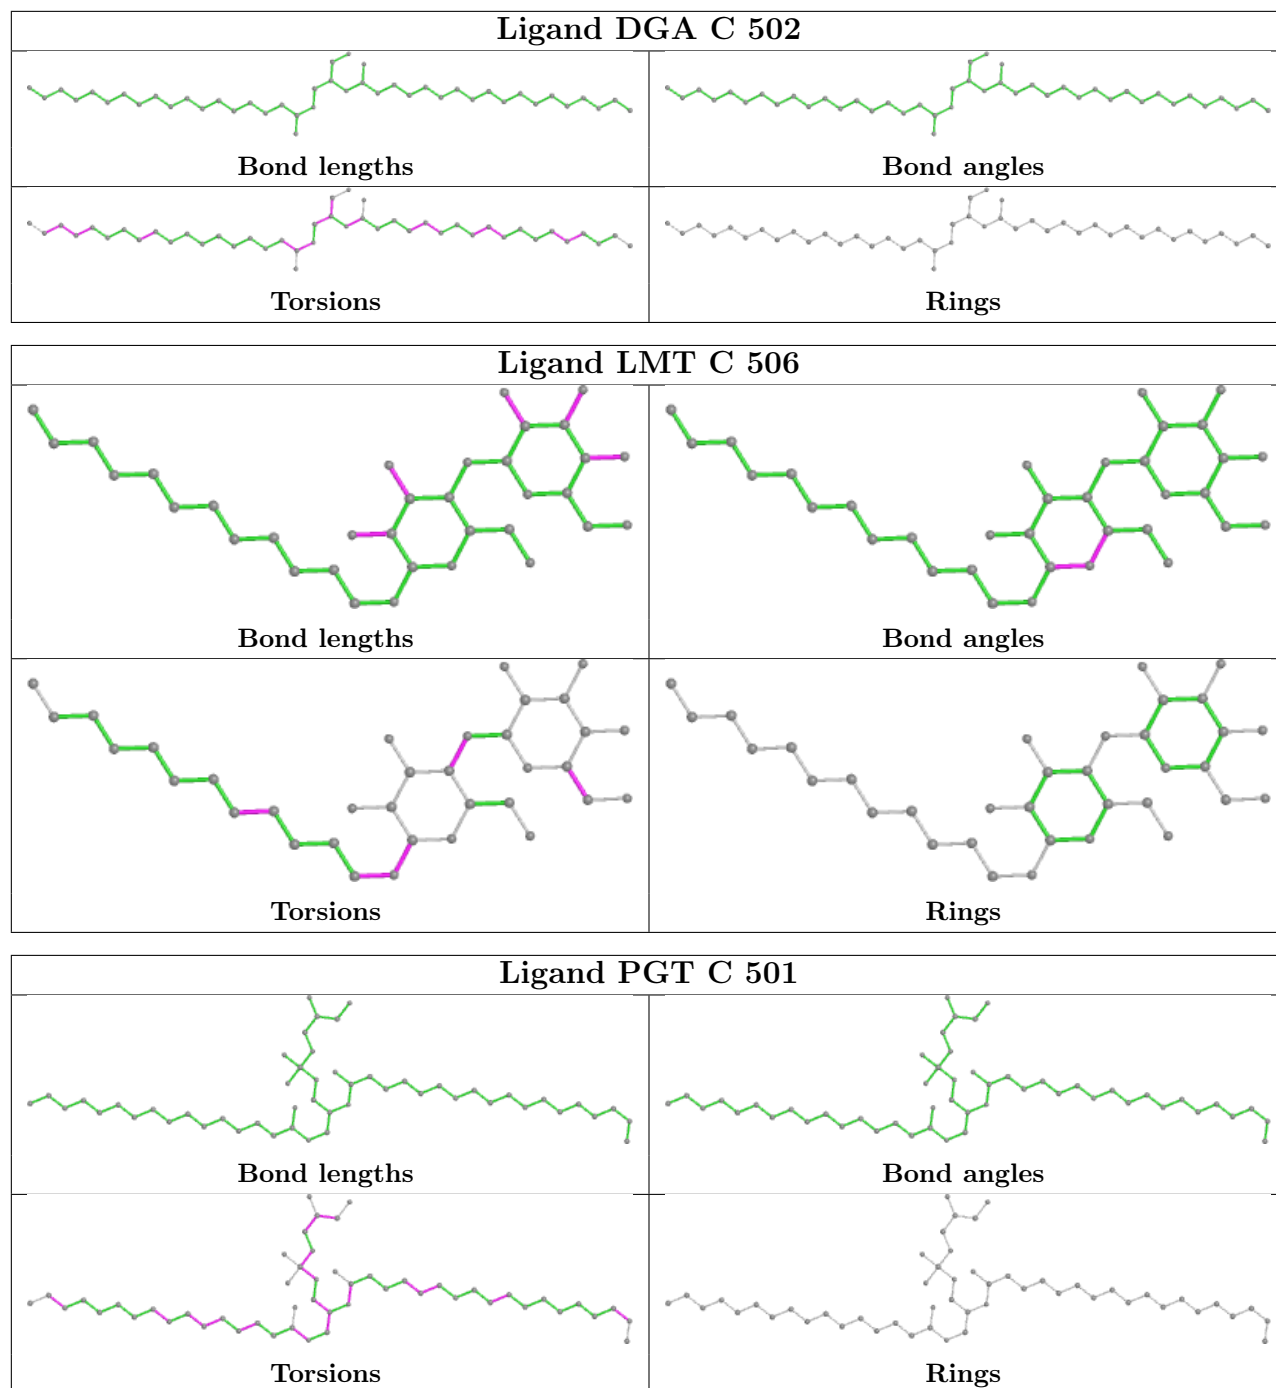 Ligand DGA C 502
Bond lengths
Bond angles
Torsions
Rings
Ligand LMT C 506
Bond lengths
Bond angles
Torsions
Rings
Ligand PGT C 501
Bond lengths
Bond angles
Torsions
Rings